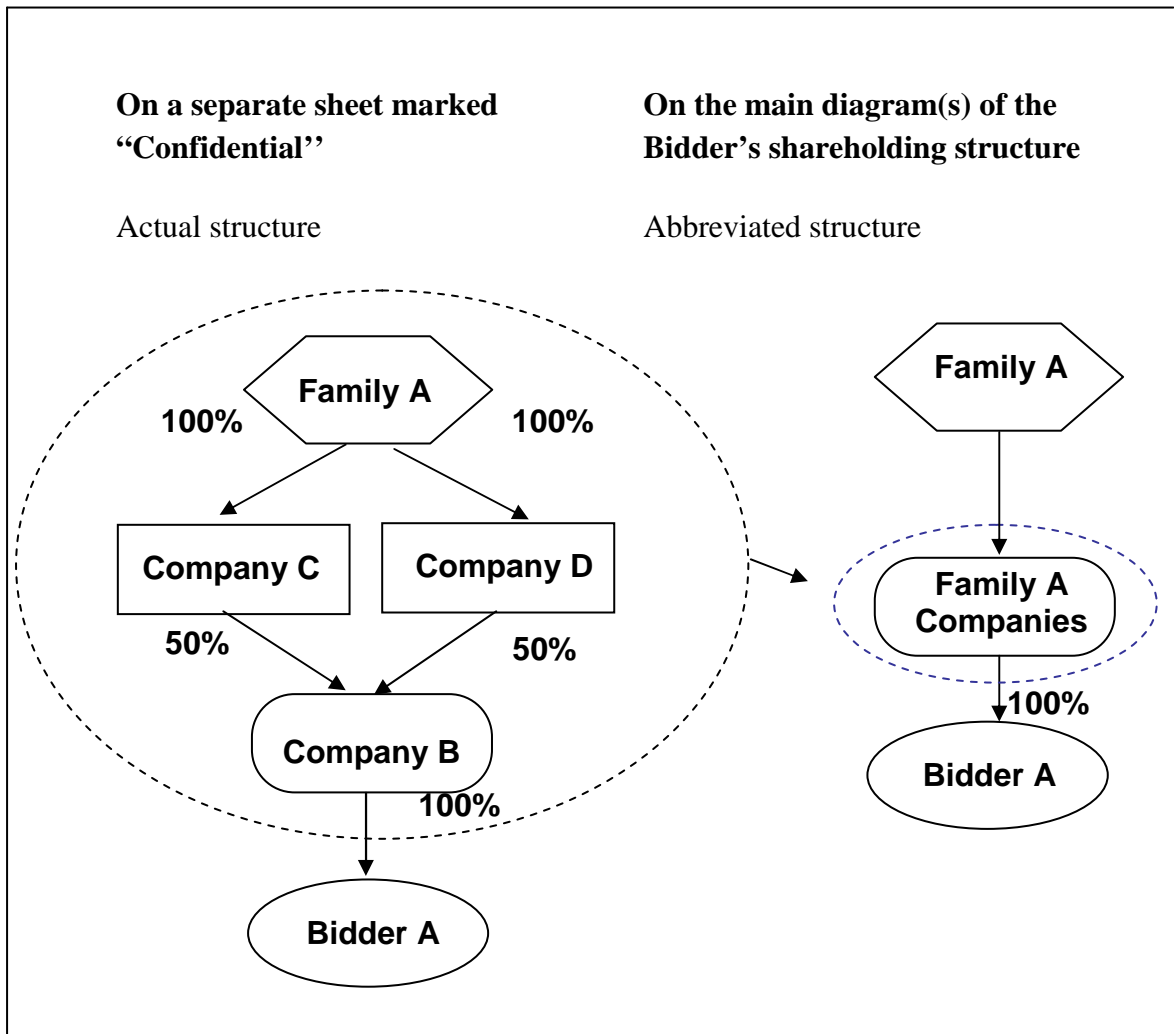 On a separate sheet marked
“Confidential’’
Actual structure
Family A
100%
100%
Company C
Company D
50%
50%
Company B
100%
Bidder A
On the main diagram(s) of the
Bidder’s shareholding structure
Abbreviated structure
Family A
Family A
Companies
100%
Bidder A